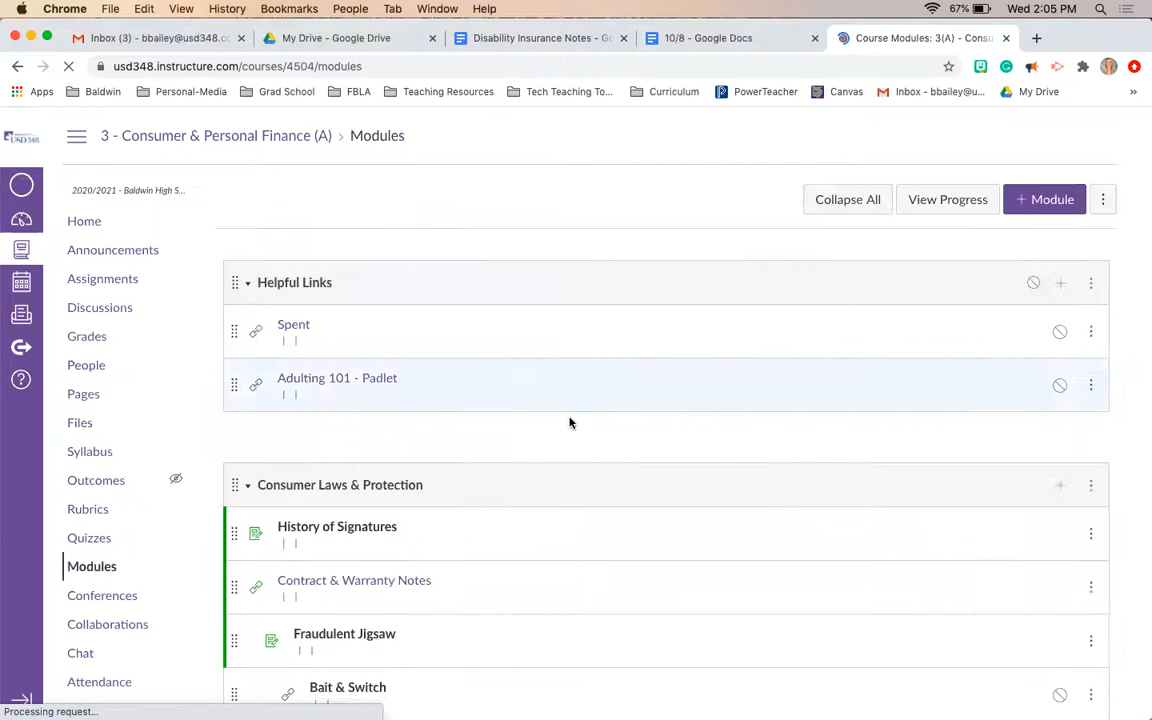 Chrome File Edit View History Bookmarks People Tab Window Help 67% Wed 2:05 PM
Inbox (3) - bbailey@usd348.cc
My Drive - Google Drive
Disability Insurance Notes - Go
10/8 - Google Docs
Course Modules: 3(A) - Consu
usd348.instructure.com/courses/4504/modules
Apps Baldwin Personal-Media Grad School FBLA Teaching Resources Tech Teaching To... Curriculum PowerTeacher Canvas Inbox - bbailey@u... My Drive »
USD 348
3 - Consumer & Personal Finance (A) › Modules
2020/2021 - Baldwin High S...
Collapse All View Progress + Module
Home
Announcements
Assignments
Discussions
Grades
People
Pages
Files
Syllabus
Outcomes
Rubrics
Quizzes
Modules
Conferences
Collaborations
Chat
Attendance
Helpful Links
Spent
| |
Adulting 101 - Padlet
| |
Consumer Laws & Protection
History of Signatures
| |
Contract & Warranty Notes
| |
Fraudulent Jigsaw
| |
Bait & Switch
Processing request...